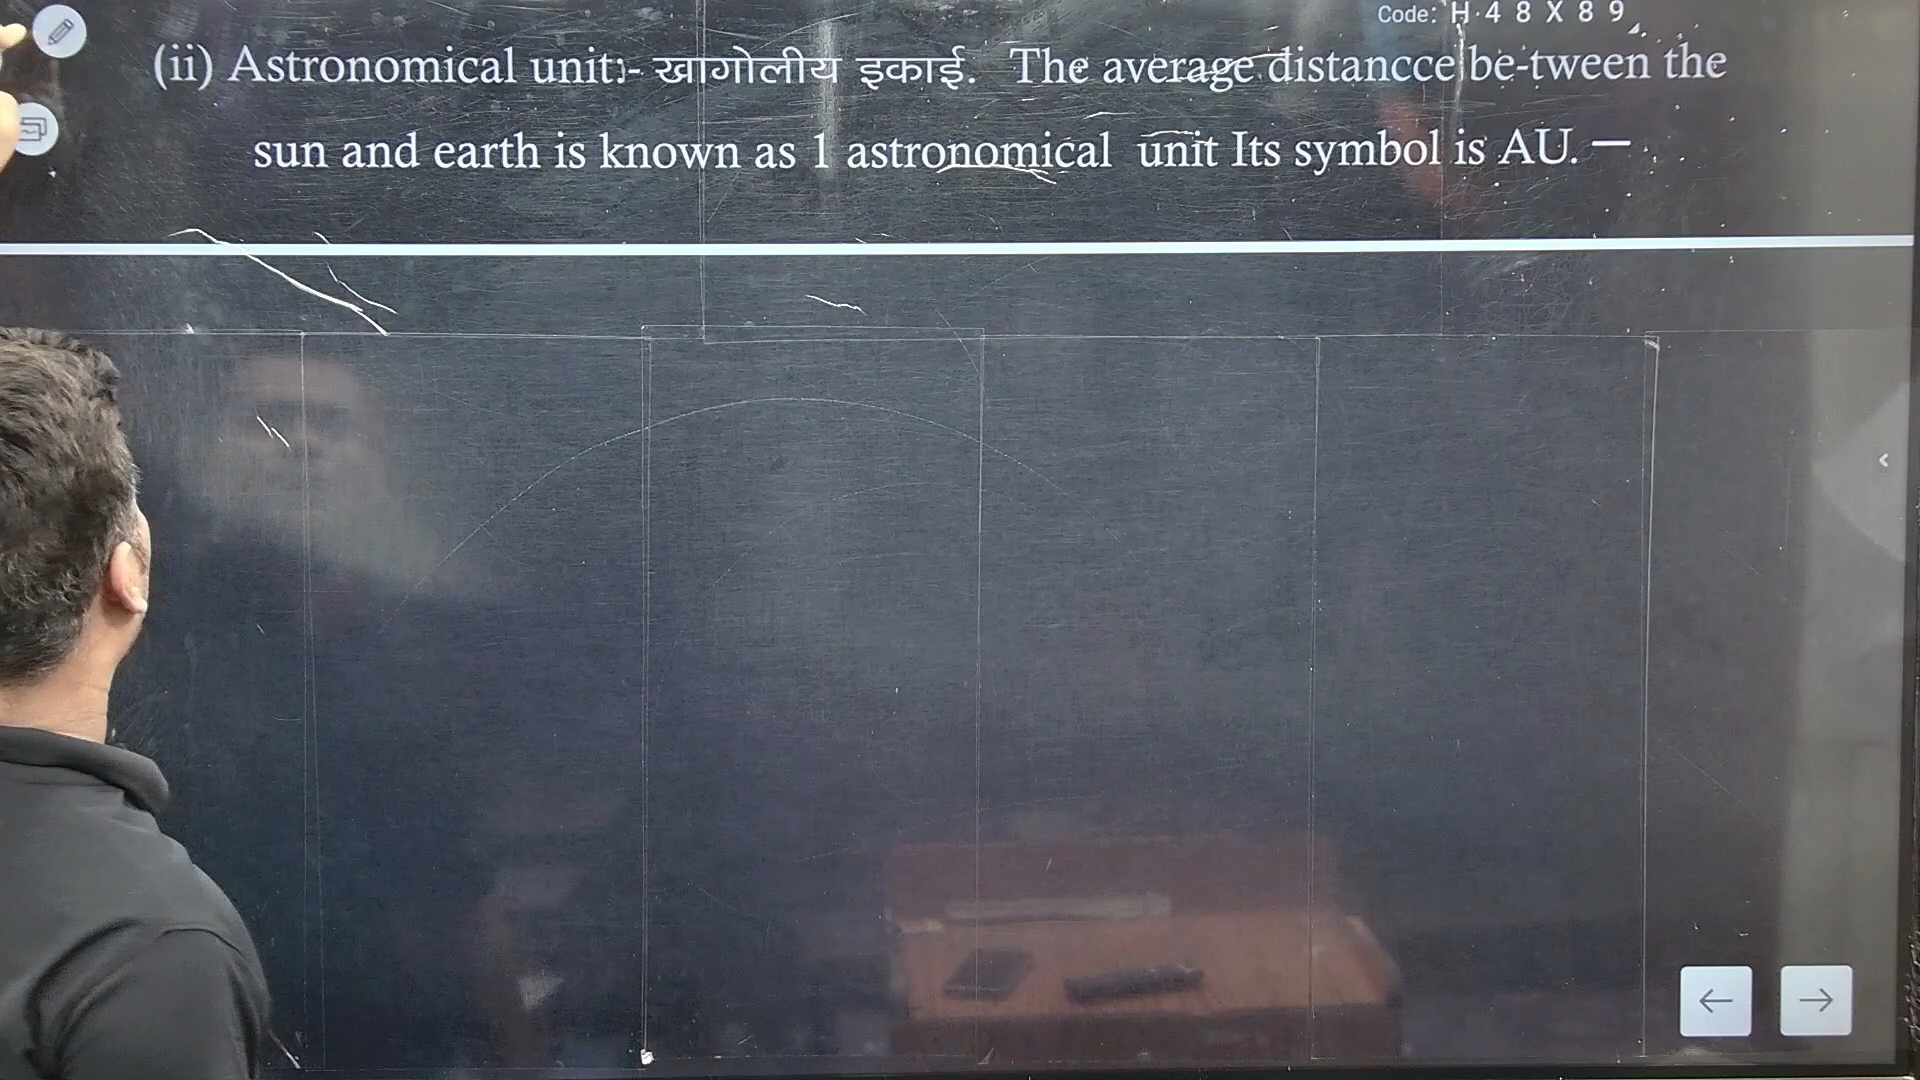 Code: H 4 8 X 8 9
(ii) Astronomical unit:- खागोलीय इकाई. The average distancce be-tween the
sun and earth is known as 1 astronomical unit Its symbol is AU. —